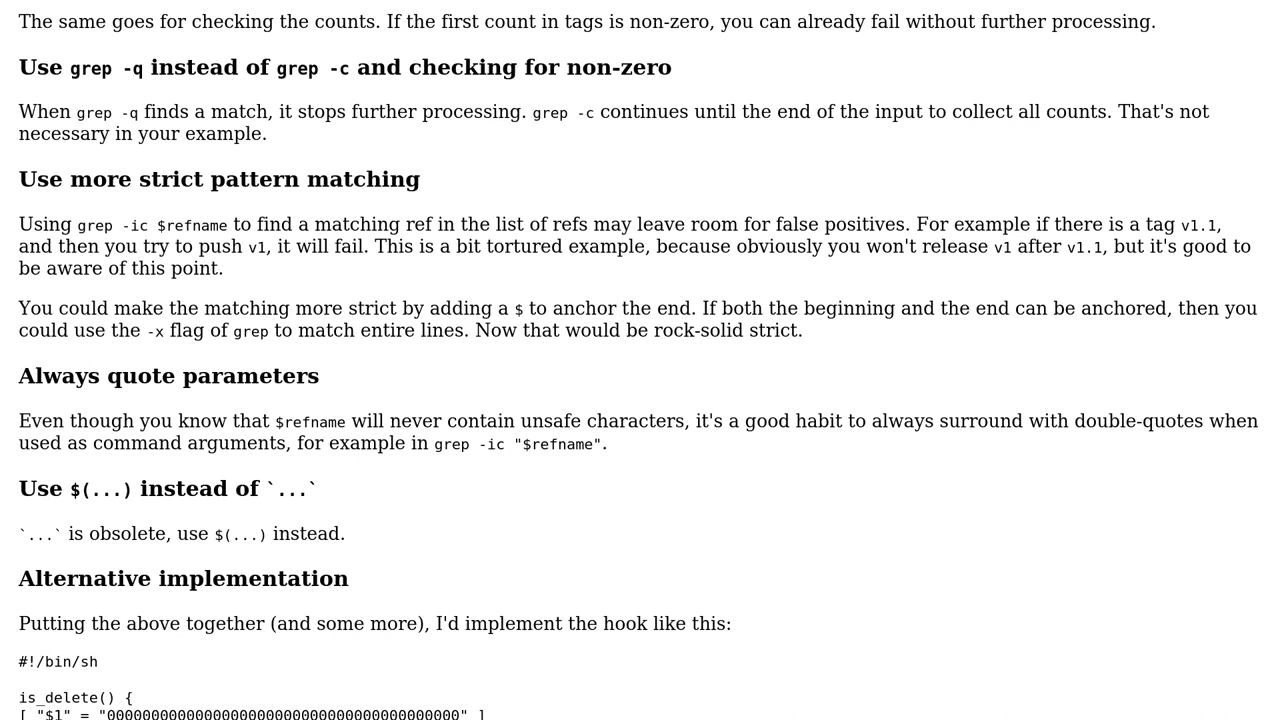 The same goes for checking the counts. If the first count in tags is non-zero, you can already fail without further processing.
Use grep -q instead of grep -c and checking for non-zero
When grep -q finds a match, it stops further processing. grep -c continues until the end of the input to collect all counts. That's not
necessary in your example.
Use more strict pattern matching
Using grep -ic $refname to find a matching ref in the list of refs may leave room for false positives. For example if there is a tag v1.1,
and then you try to push v1, it will fail. This is a bit tortured example, because obviously you won't release v1 after v1.1, but it's good to
be aware of this point.
You could make the matching more strict by adding a $ to anchor the end. If both the beginning and the end can be anchored, then you
could use the -x flag of grep to match entire lines. Now that would be rock-solid strict.
Always quote parameters
Even though you know that $refname will never contain unsafe characters, it's a good habit to always surround with double-quotes when
used as command arguments, for example in grep -ic "$refname".
Use $(...) instead of `...`
`...` is obsolete, use $(...) instead.
Alternative implementation
Putting the above together (and some more), I'd implement the hook like this:
#!/bin/sh
is_delete() {
[ "$1" = "0000000000000000000000000000000000000000" ]